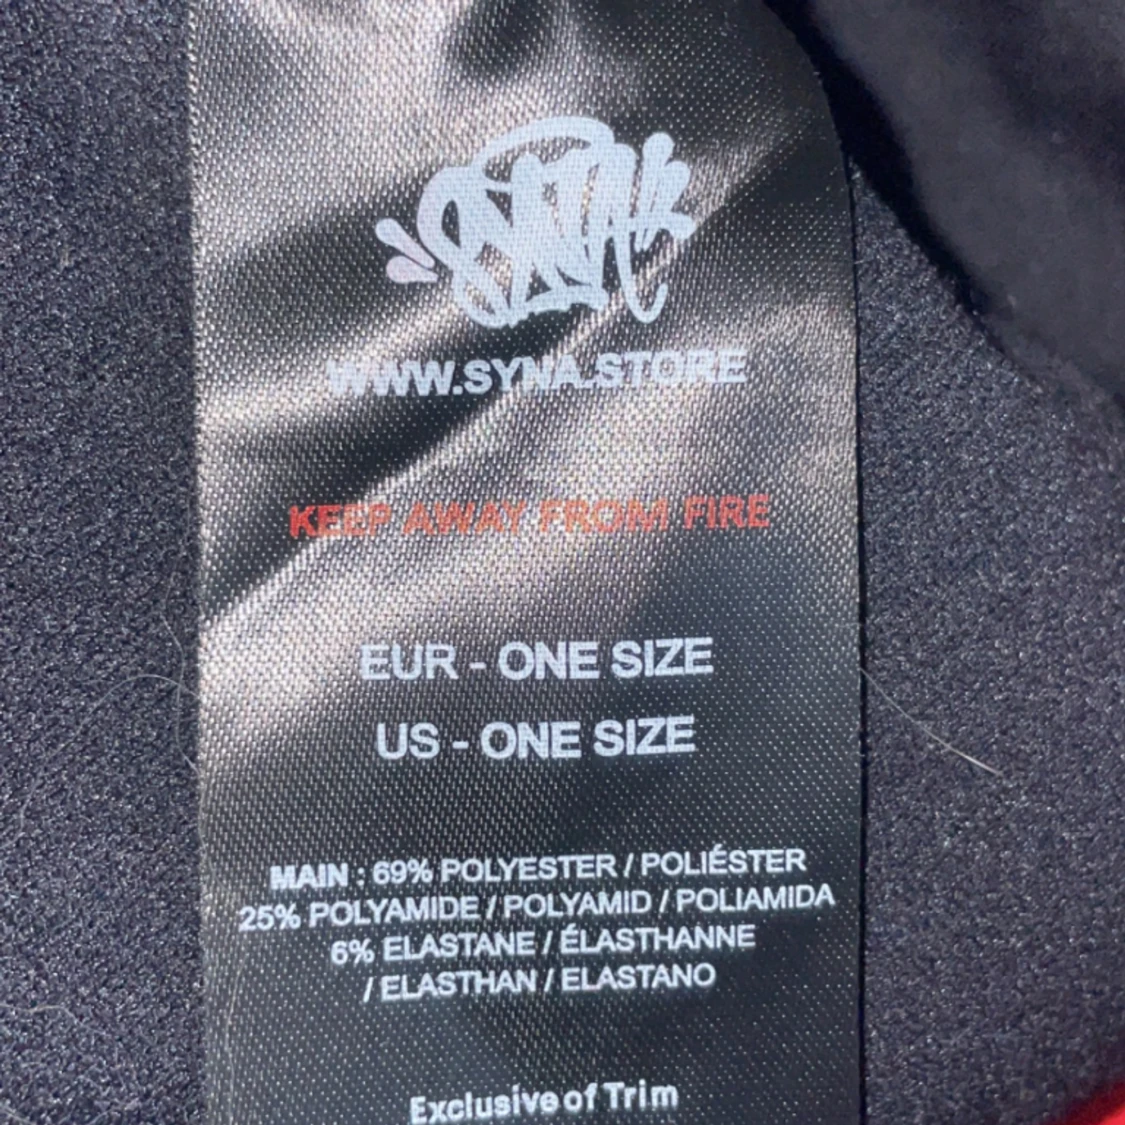 SYNA
WWW.SYNA.STORE
KEEP AWAY FROM FIRE
EUR - ONE SIZE
US - ONE SIZE
MAIN : 69% POLYESTER / POLIÉSTER
25% POLYAMIDE / POLYAMID / POLIAMIDA
6% ELASTANE / ÉLASTHANNE
/ ELASTHAN / ELASTANO
Exclusive of Trim